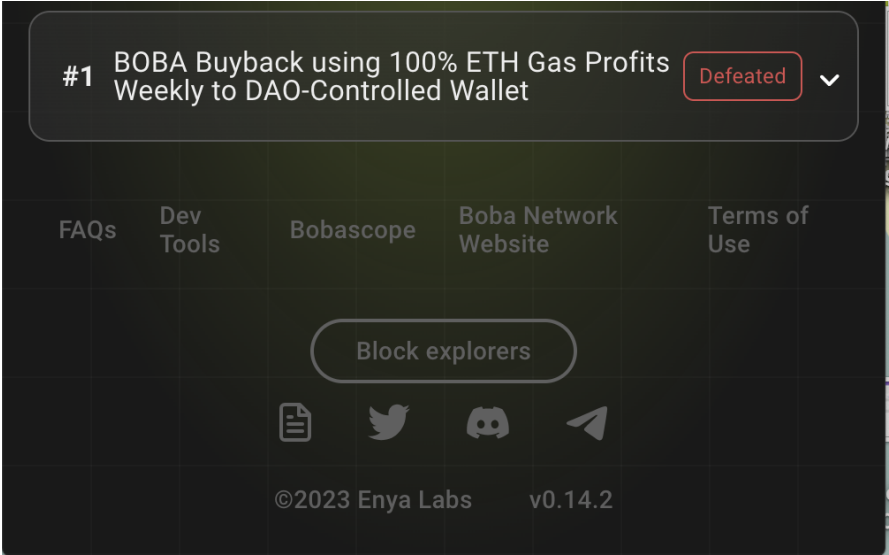 #1 BOBA Buyback using 100% ETH Gas Profits
Weekly to DAO-Controlled Wallet
Defeated
FAQs
Dev
Tools
Bobascope
Boba Network
Website
Terms of
Use
Block explorers
©2023 Enya Labs
v0.14.2